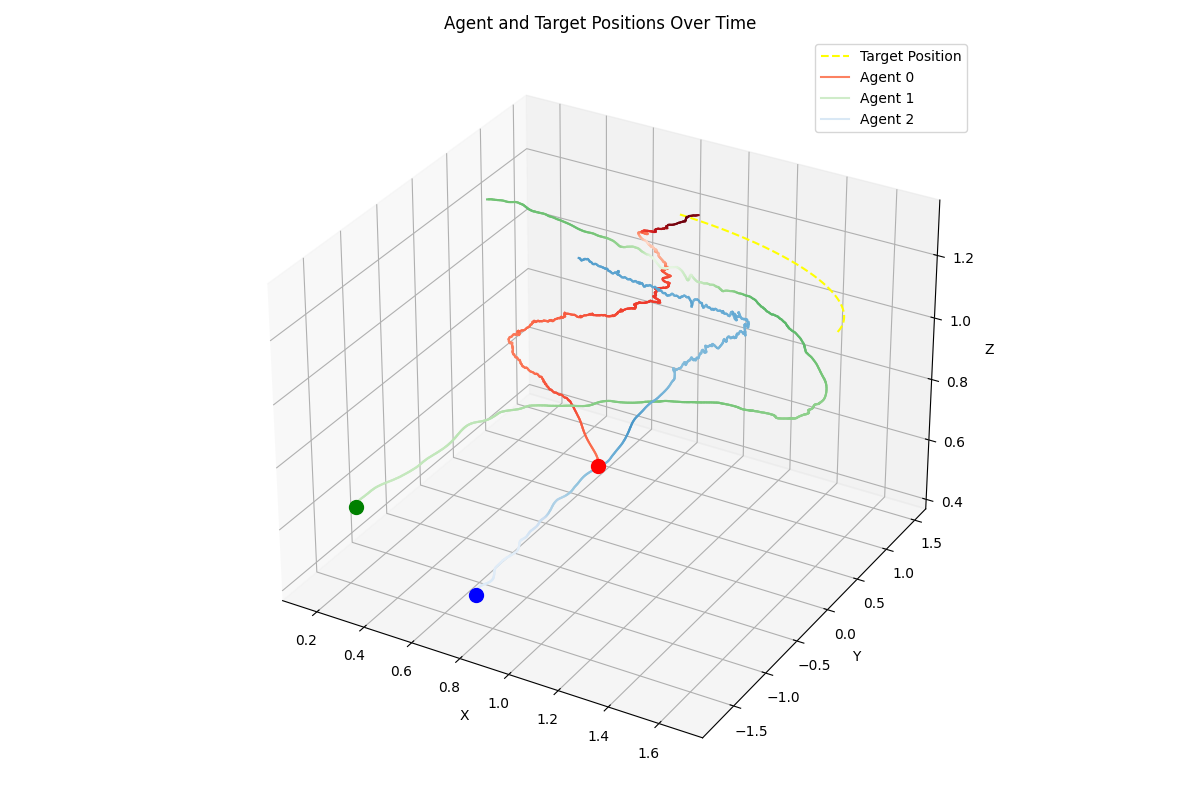 Agent and Target Positions Over Time
Target Position
Agent 0
Agent 1
Agent 2
1.2
1.0
Z
0.8
0.6
0.4
1.5
1.0
0.5
0.0
Y
−0.5
−1.0
−1.5
0.2
0.4
0.6
0.8
1.0
X
1.2
1.4
1.6